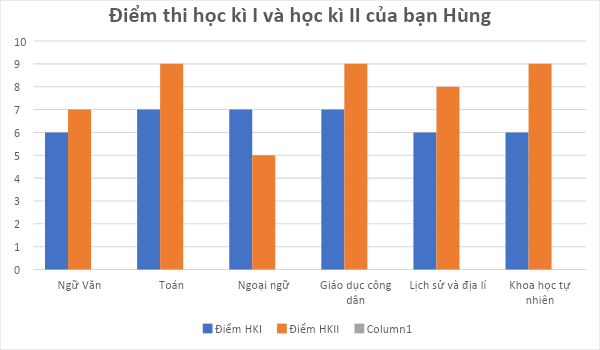 Điểm thi học kì I và học kì II của bạn Hùng
10
9
8
7
6
5
4
3
2
1
0
Ngữ Văn
Toán
Ngoại ngữ
Giáo dục công
dân
Lịch sử và địa lí
Khoa học tự
nhiên
Điểm HKI
Điểm HKII
Column1